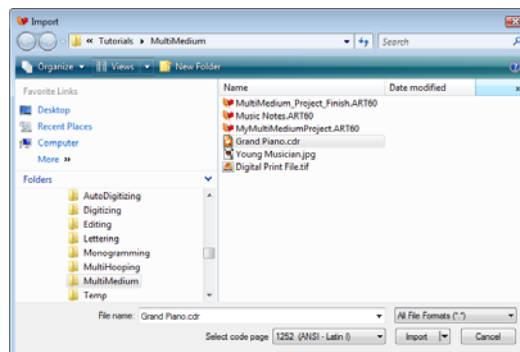 Import
« Tutorials ▸ MultiMedium
Search
Organize Views New Folder
Favorite Links
Desktop
Recent Places
Computer
More »
Folders
AutoDigitizing
Digitizing
Editing
Lettering
Monogramming
MultiHooping
MultiMedium
Temp
Name Date modified
MultiMedium_Project_Finish.ART60
Music Notes.ART60
MyMultiMediumProject.ART60
Grand Piano.cdr
Young Musician.jpg
Digital Print File.tif
File name: Grand Piano.cdr All File Formats (*.*)
Select code page 1252 (ANSI - Latin I) Import Cancel